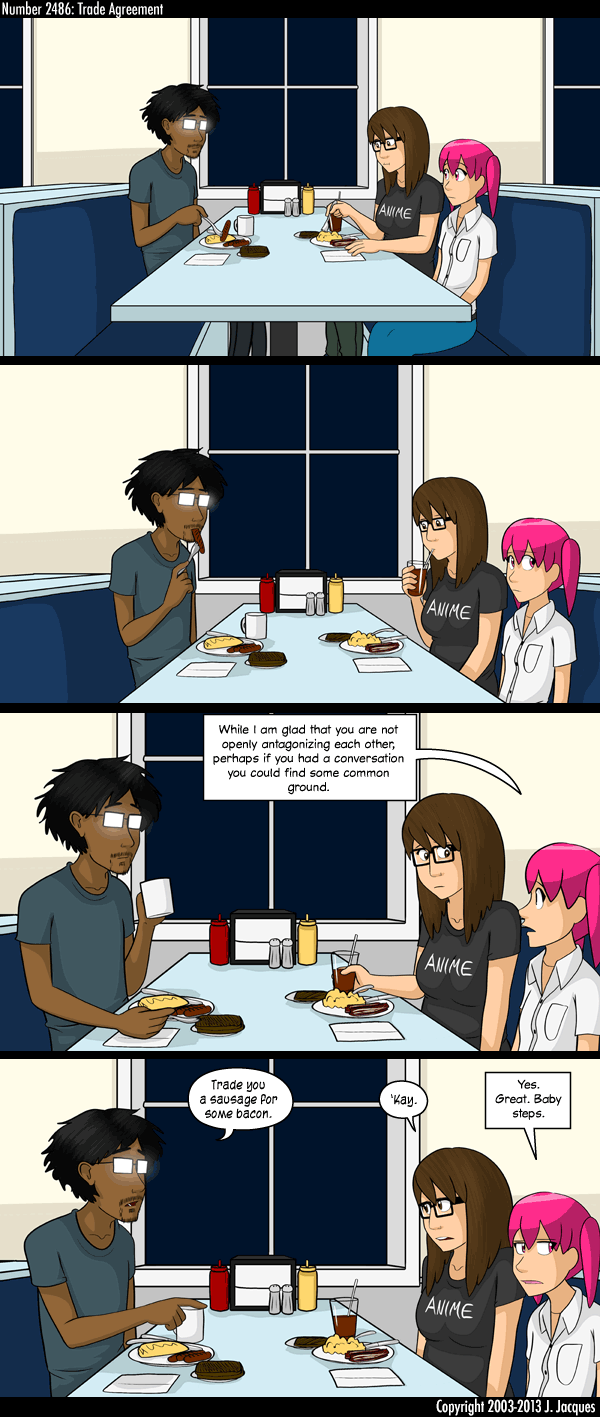 Number 2486: Trade Agreement
ANIME
ANIME
While I am glad that you are not
openly antagonizing each other,
perhaps if you had a conversation
you could find some common
ground.
ANIME
Trade you
a sausage for
some bacon.
'Kay.
Yes.
Great. Baby
steps.
ANIME
Copyright 2003-2013 J. Jacques